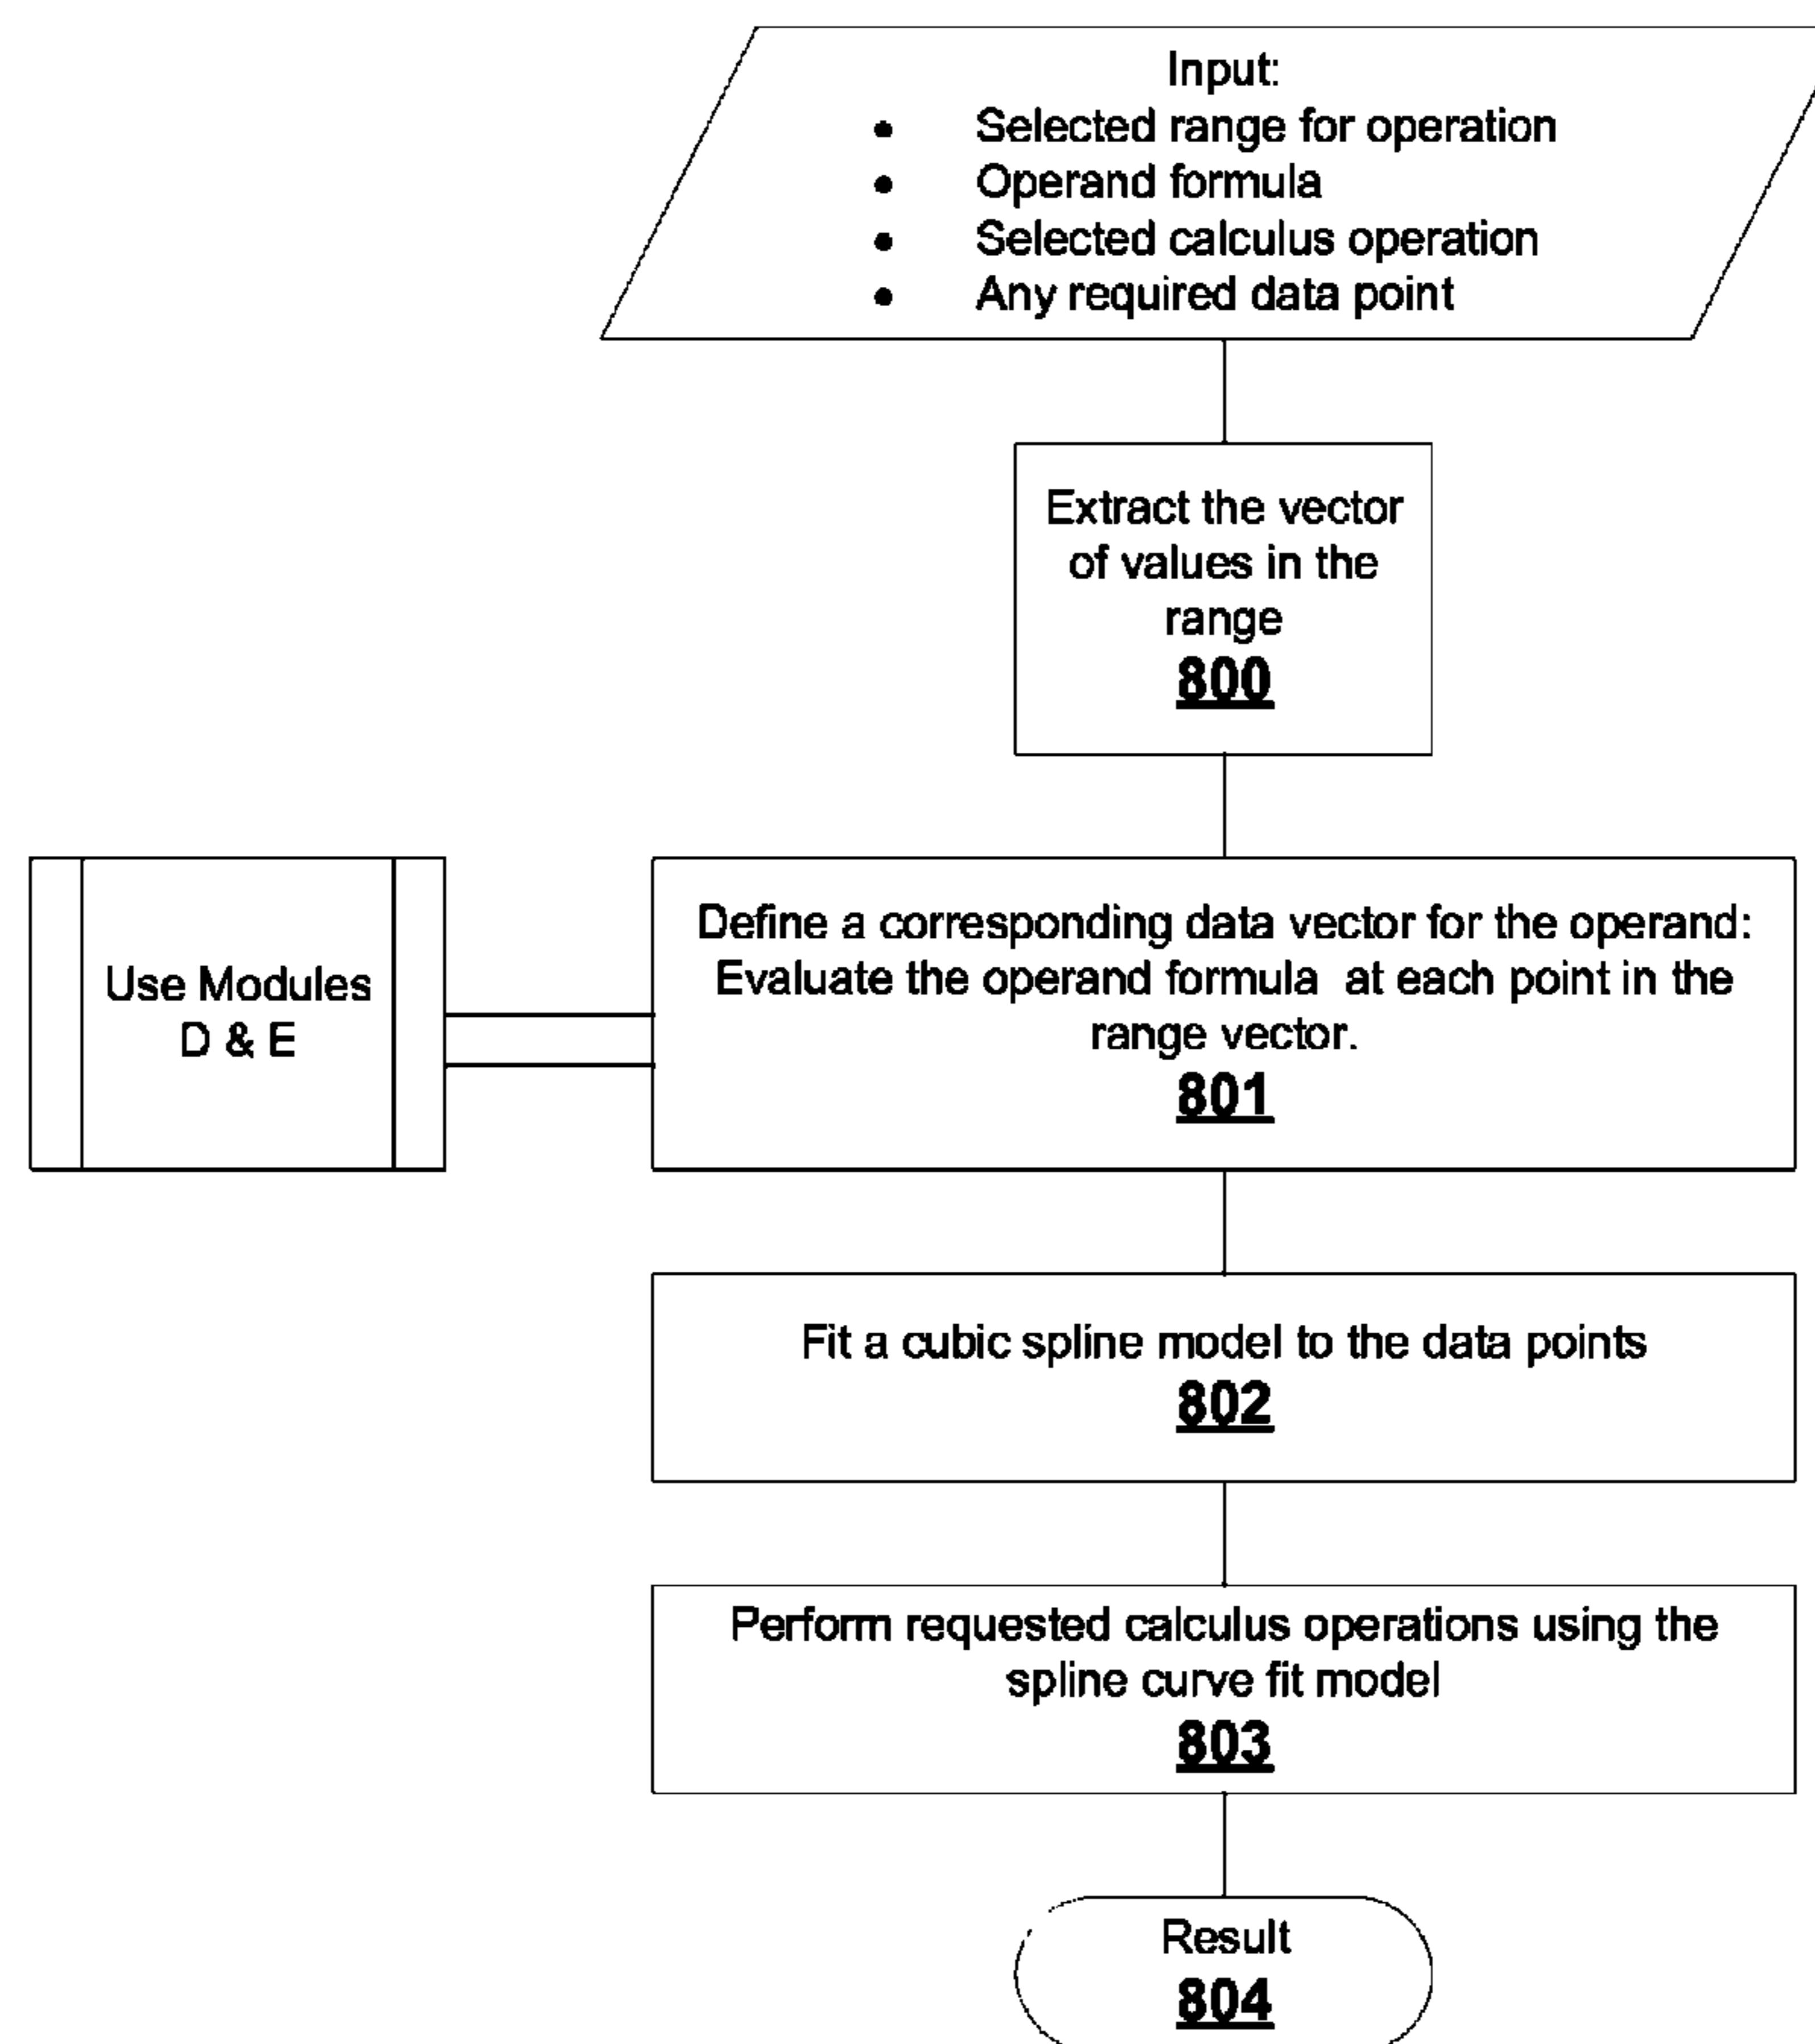 Input:
• Selected range for operation
• Operand formula
• Selected calculus operation
• Any required data point
Extract the vector
of values in the
range
800
Use Modules
D & E
Define a corresponding data vector for the operand:
Evaluate the operand formula at each point in the
range vector.
801
Fit a cubic spline model to the data points
802
Perform requested calculus operations using the
spline curve fit model
803
Result
804